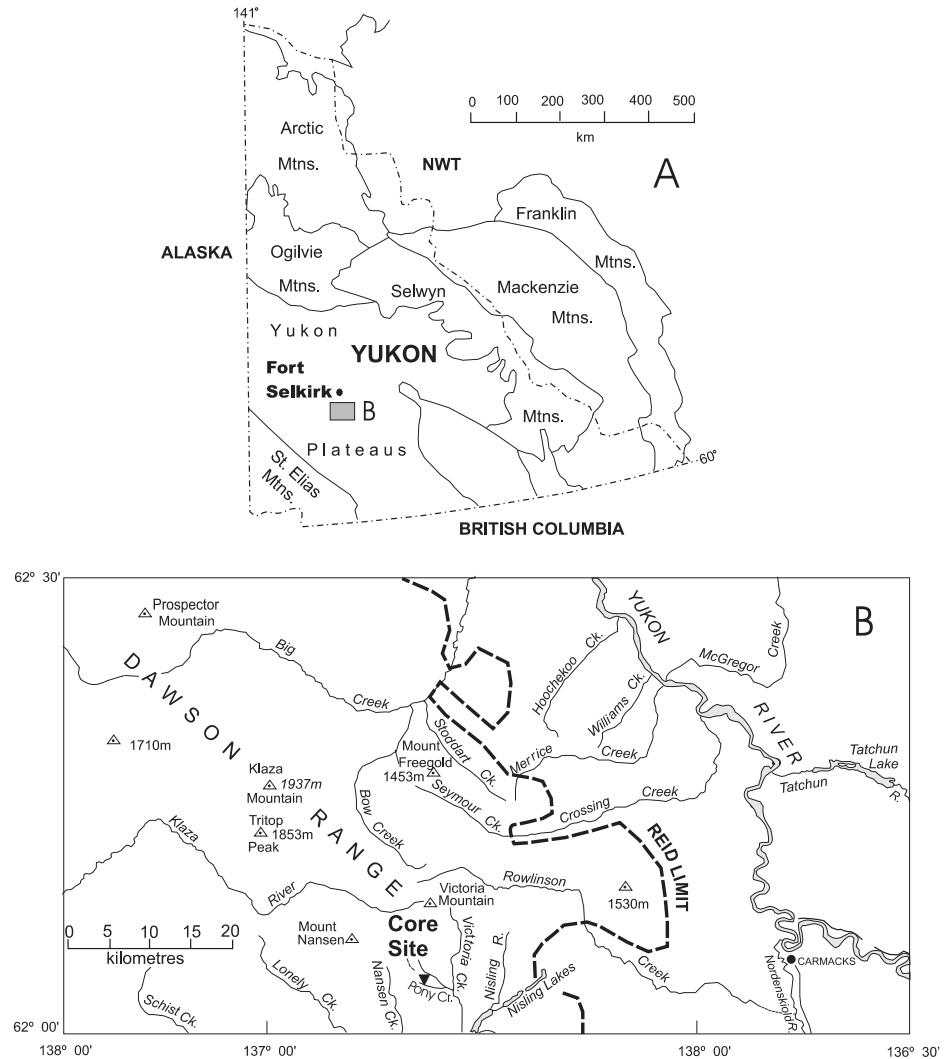 141°
0 100 200 300 400 500
km
A
Arctic
Mtns.
NWT
Franklin
Mtns.
ALASKA
Ogilvie
Mtns.
Selwyn
Mackenzie
Mtns.
Yukon
YUKON
Fort
Selkirk
B
Mtns.
Plateaus
St. Elias
Mtns.
60°
BRITISH COLUMBIA
62° 30'
B
Prospector
Mountain
Big
Creek
DAWSON RANGE
1710m
Klaza
1937m
Mountain
Tritop
1853m
Peak
Mount
Freegold
1453m
Stoddart Ck.
Seymour Ck.
Bow
Creek
Hoochekoo Ck.
Williams Ck.
Merrice
Creek
YUKON
RIVER
McGregor
Creek
Tatchun
Lake
Tatchun
R.
Crossing
Creek
REID LIMIT
1530m
Klaza
River
Rowlinson
Creek
Victoria
Mountain
Core
Site
Mount
Nansen
Victoria Ck.
Nisling R.
Nisling Lakes
Pony Cr.
Nansen Ck.
Lonely Ck.
Schist Ck.
0 5 10 15 20
kilometres
CARMACKS
Nordenskiold R.
62° 00'
138° 00'
137° 00'
138° 00'
136° 30'